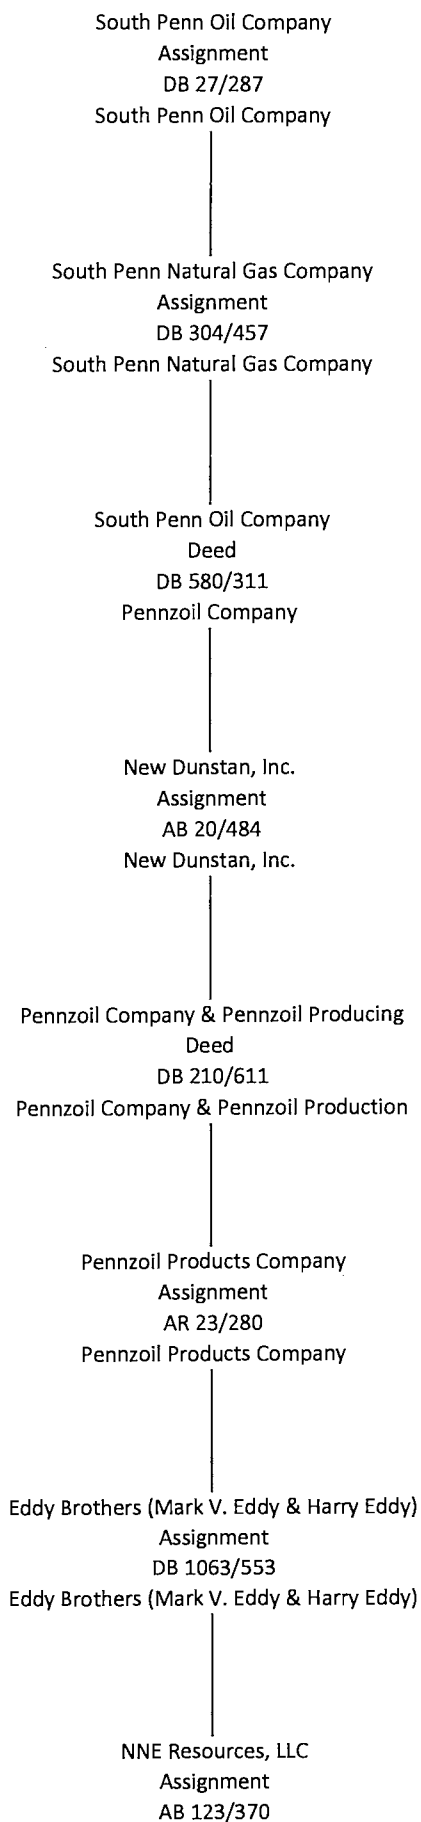 South Penn Oil Company
Assignment
DB 27/287
South Penn Oil Company
South Penn Natural Gas Company
Assignment
DB 304/457
South Penn Natural Gas Company
South Penn Oil Company
Deed
DB 580/311
Pennzoil Company
New Dunstan, Inc.
Assignment
AB 20/484
New Dunstan, Inc.
Pennzoil Company & Pennzoil Producing
Deed
DB 210/611
Pennzoil Company & Pennzoil Production
Pennzoil Products Company
Assignment
AR 23/280
Pennzoil Products Company
Eddy Brothers (Mark V. Eddy & Harry Eddy)
Assignment
DB 1063/553
Eddy Brothers (Mark V. Eddy & Harry Eddy)
NNE Resources, LLC
Assignment
AB 123/370